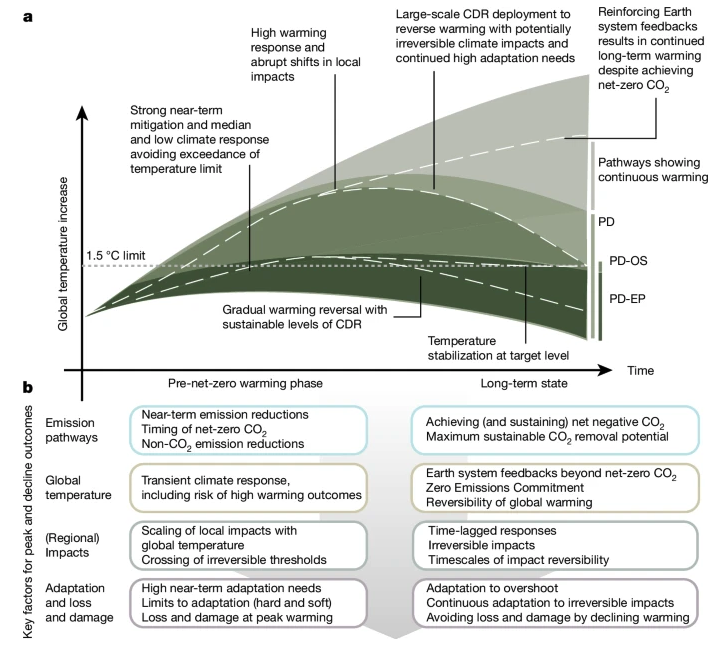 a
High warming
response and
abrupt shifts in local
impacts
Large-scale CDR deployment to
reverse warming with potentially
irreversible climate impacts and
continued high adaptation needs
Reinforcing Earth
system feedbacks
results in continued
long-term warming
despite achieving
net-zero CO₂
Strong near-term
mitigation and median
and low climate response
avoiding exceedance of
temperature limit
Pathways showing
continuous warming
PD
PD-OS
PD-EP
1.5 °C limit
Global temperature increase
Gradual warming reversal with
sustainable levels of CDR
Temperature
stabilization at target level
Time
Pre-net-zero warming phase
Long-term state
b
Key factors for peak and decline outcomes
Emission
pathways
Near-term emission reductions
Timing of net-zero CO₂
Non-CO₂ emission reductions
Achieving (and sustaining) net negative CO₂
Maximum sustainable CO₂ removal potential
Global
temperature
Transient climate response,
including risk of high warming outcomes
Earth system feedbacks beyond net-zero CO₂
Zero Emissions Commitment
Reversibility of global warming
(Regional)
Impacts
Scaling of local impacts with
global temperature
Crossing of irreversible thresholds
Time-lagged responses
Irreversible impacts
Timescales of impact reversibility
Adaptation
and loss
and damage
High near-term adaptation needs
Limits to adaptation (hard and soft)
Loss and damage at peak warming
Adaptation to overshoot
Continuous adaptation to irreversible impacts
Avoiding loss and damage by declining warming